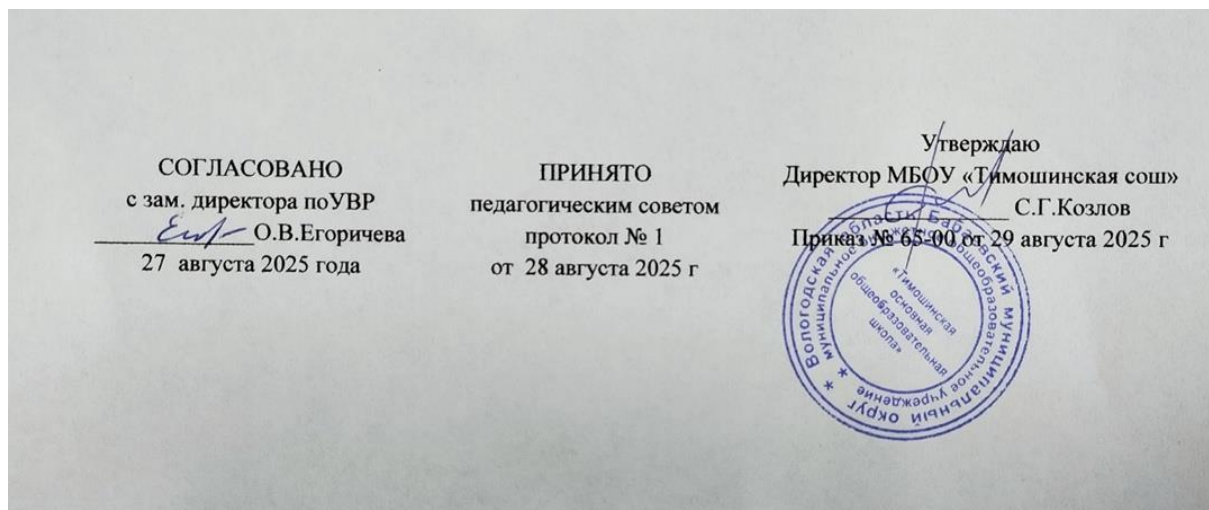 СОГЛАСОВАНО
с зам. директора поУВР
О.В.Егоричева
27 августа 2025 года
ПРИНЯТО
педагогическим советом
протокол № 1
от 28 августа 2025 г
Утверждаю
Директор МБОУ «Тимошинская сош»
С.Г.Козлов
Приказ № 65-00 от 29 августа 2025 г
* Вологодская область Бабаевский муниципальный округ
* муниципальное бюджетное общеобразовательное учреждение
«Тимошинская
основная
общеобразовательная
школа»